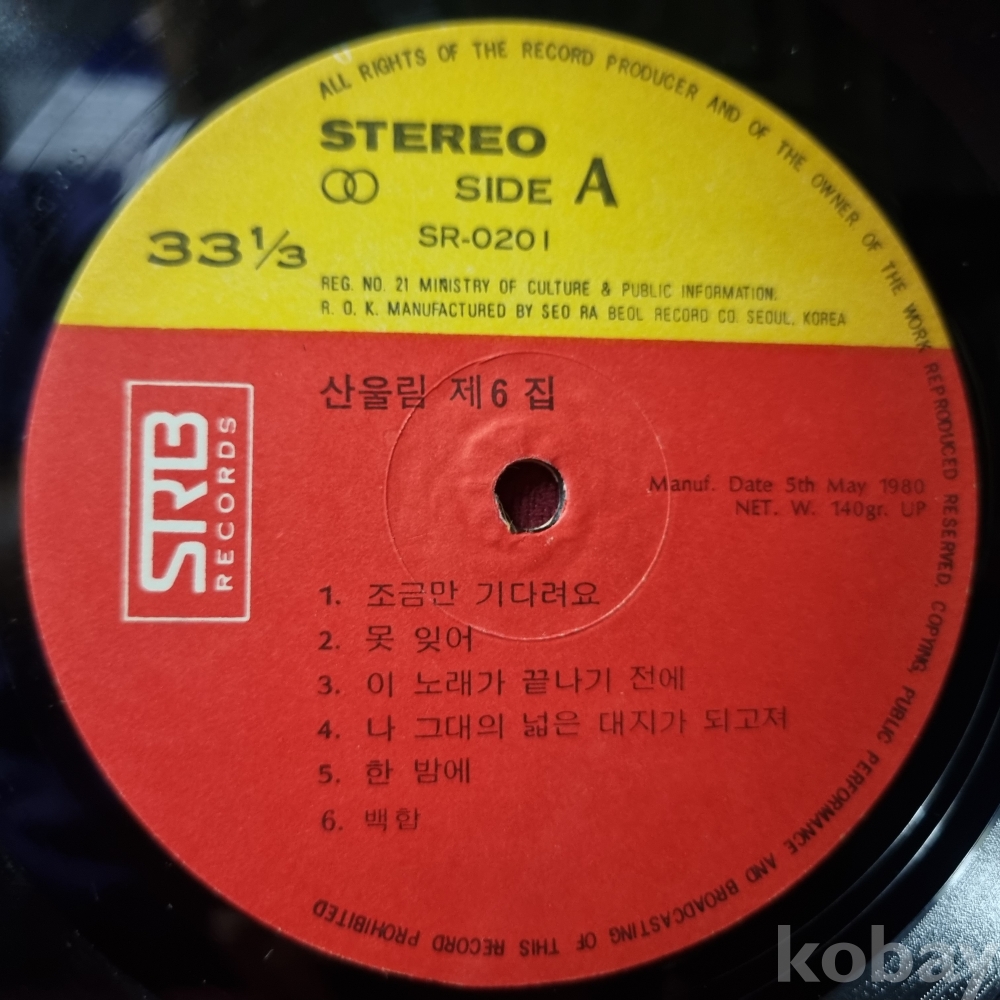 ALL RIGHTS OF THE RECORD PRODUCER AND OF THE OWNER OF THE WORK REPRODUCED RESERVED. COPYING, PUBLIC PERFORMANCE AND BROADCASTING OF THIS RECORD PROHIBITED
STEREO
SIDE A
33 1/3
SR-0201
REG. NO. 21 MINISTRY OF CULTURE & PUBLIC INFORMATION.
R. O. K. MANUFACTURED BY SEO RA BEOL RECORD CO. SEOUL, KOREA
산울림 제6집
SRB
RECORDS
Manuf. Date 5th May 1980
NET. W. 140gr. UP
1. 조금만 기다려요
2. 못 잊어
3. 이 노래가 끝나기 전에
4. 나 그대의 넓은 대지가 되고져
5. 한 밤에
6. 백합
kobay